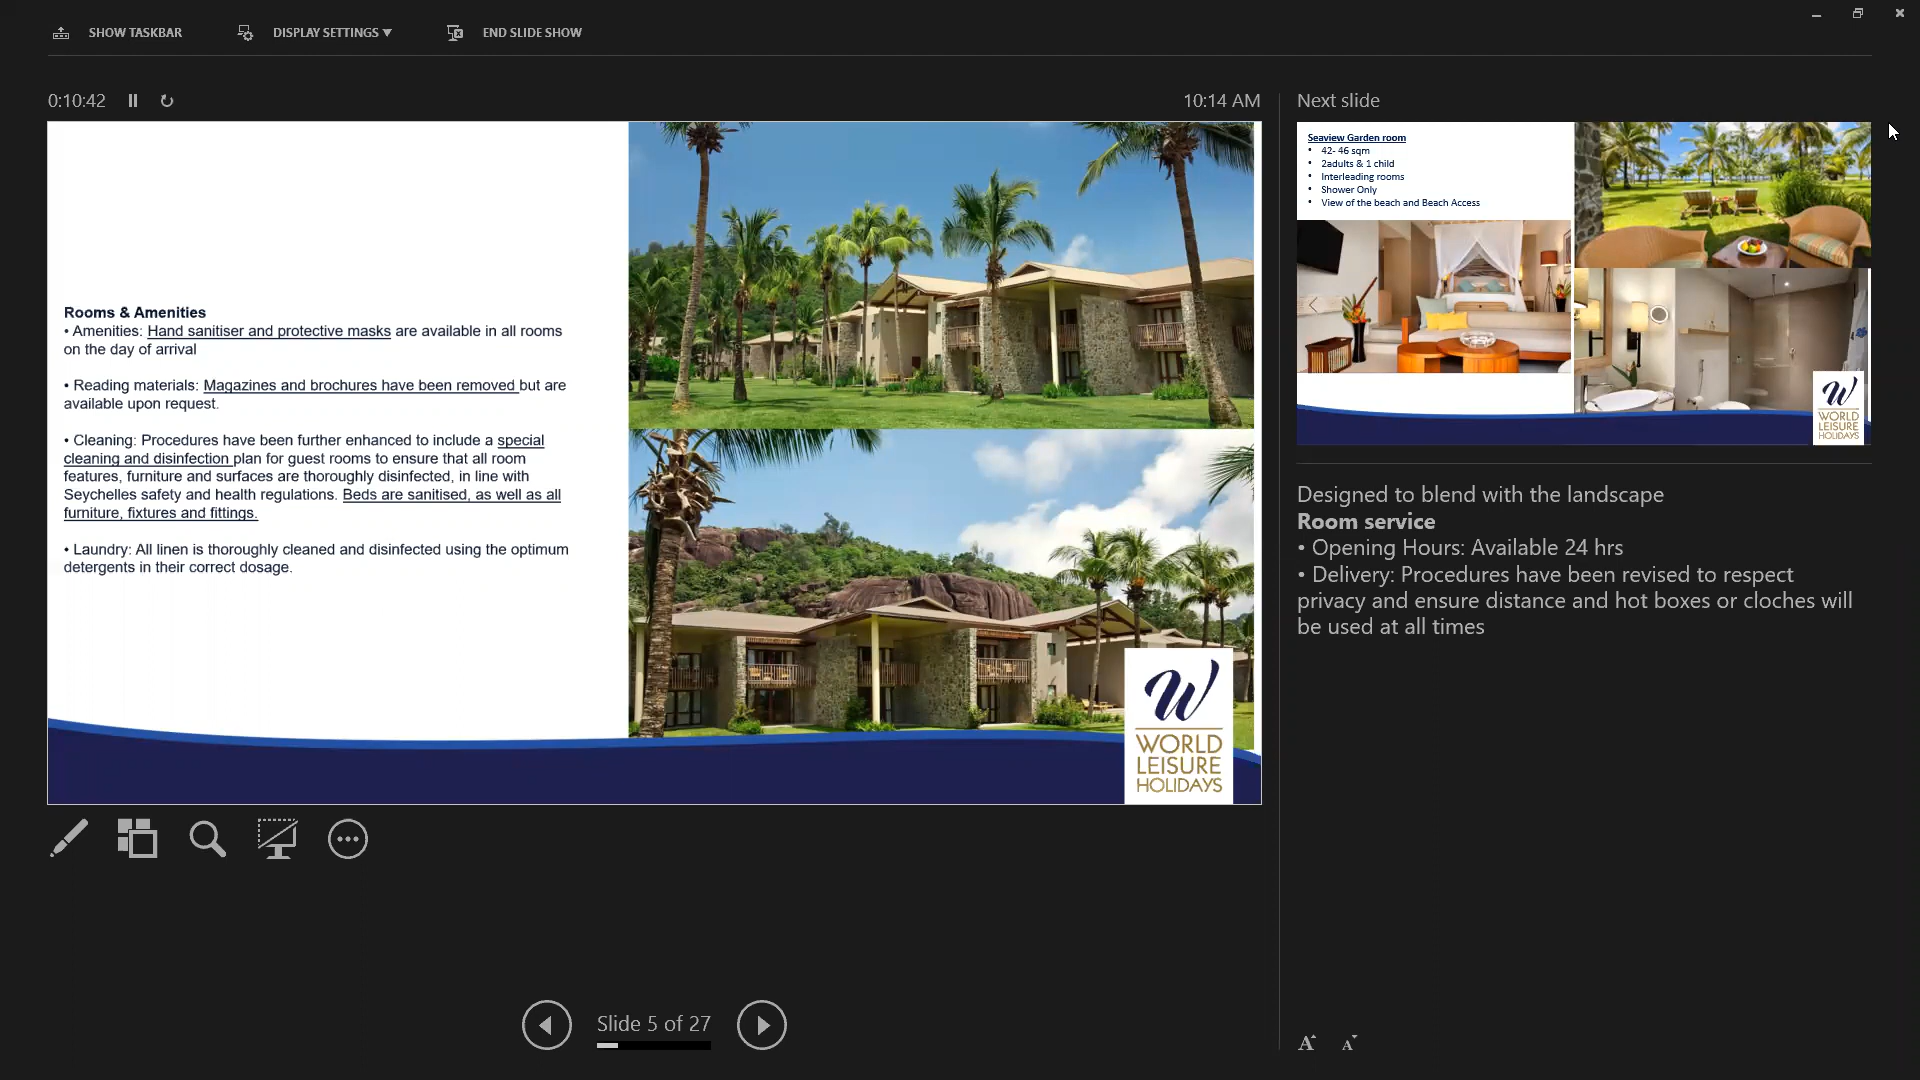 SHOW TASKBAR
DISPLAY SETTINGS
END SLIDE SHOW
0:10:42
10:14 AM
Next slide
Rooms & Amenities
• Amenities: Hand sanitiser and protective masks are available in all rooms
on the day of arrival
• Reading materials: Magazines and brochures have been removed but are
available upon request.
• Cleaning: Procedures have been further enhanced to include a special
cleaning and disinfection plan for guest rooms to ensure that all room
features, furniture and surfaces are thoroughly disinfected, in line with
Seychelles safety and health regulations. Beds are sanitised, as well as all
furniture, fixtures and fittings.
• Laundry: All linen is thoroughly cleaned and disinfected using the optimum
detergents in their correct dosage.
W
WORLD
LEISURE
HOLIDAYS
Seaview Garden room
• 42- 46 sqm
• 2adults & 1 child
• Interleading rooms
• Shower Only
• View of the beach and Beach Access
W
WORLD
LEISURE
HOLIDAYS
Designed to blend with the landscape
Room service
• Opening Hours: Available 24 hrs
• Delivery: Procedures have been revised to respect
privacy and ensure distance and hot boxes or cloches will
be used at all times
Slide 5 of 27
A A